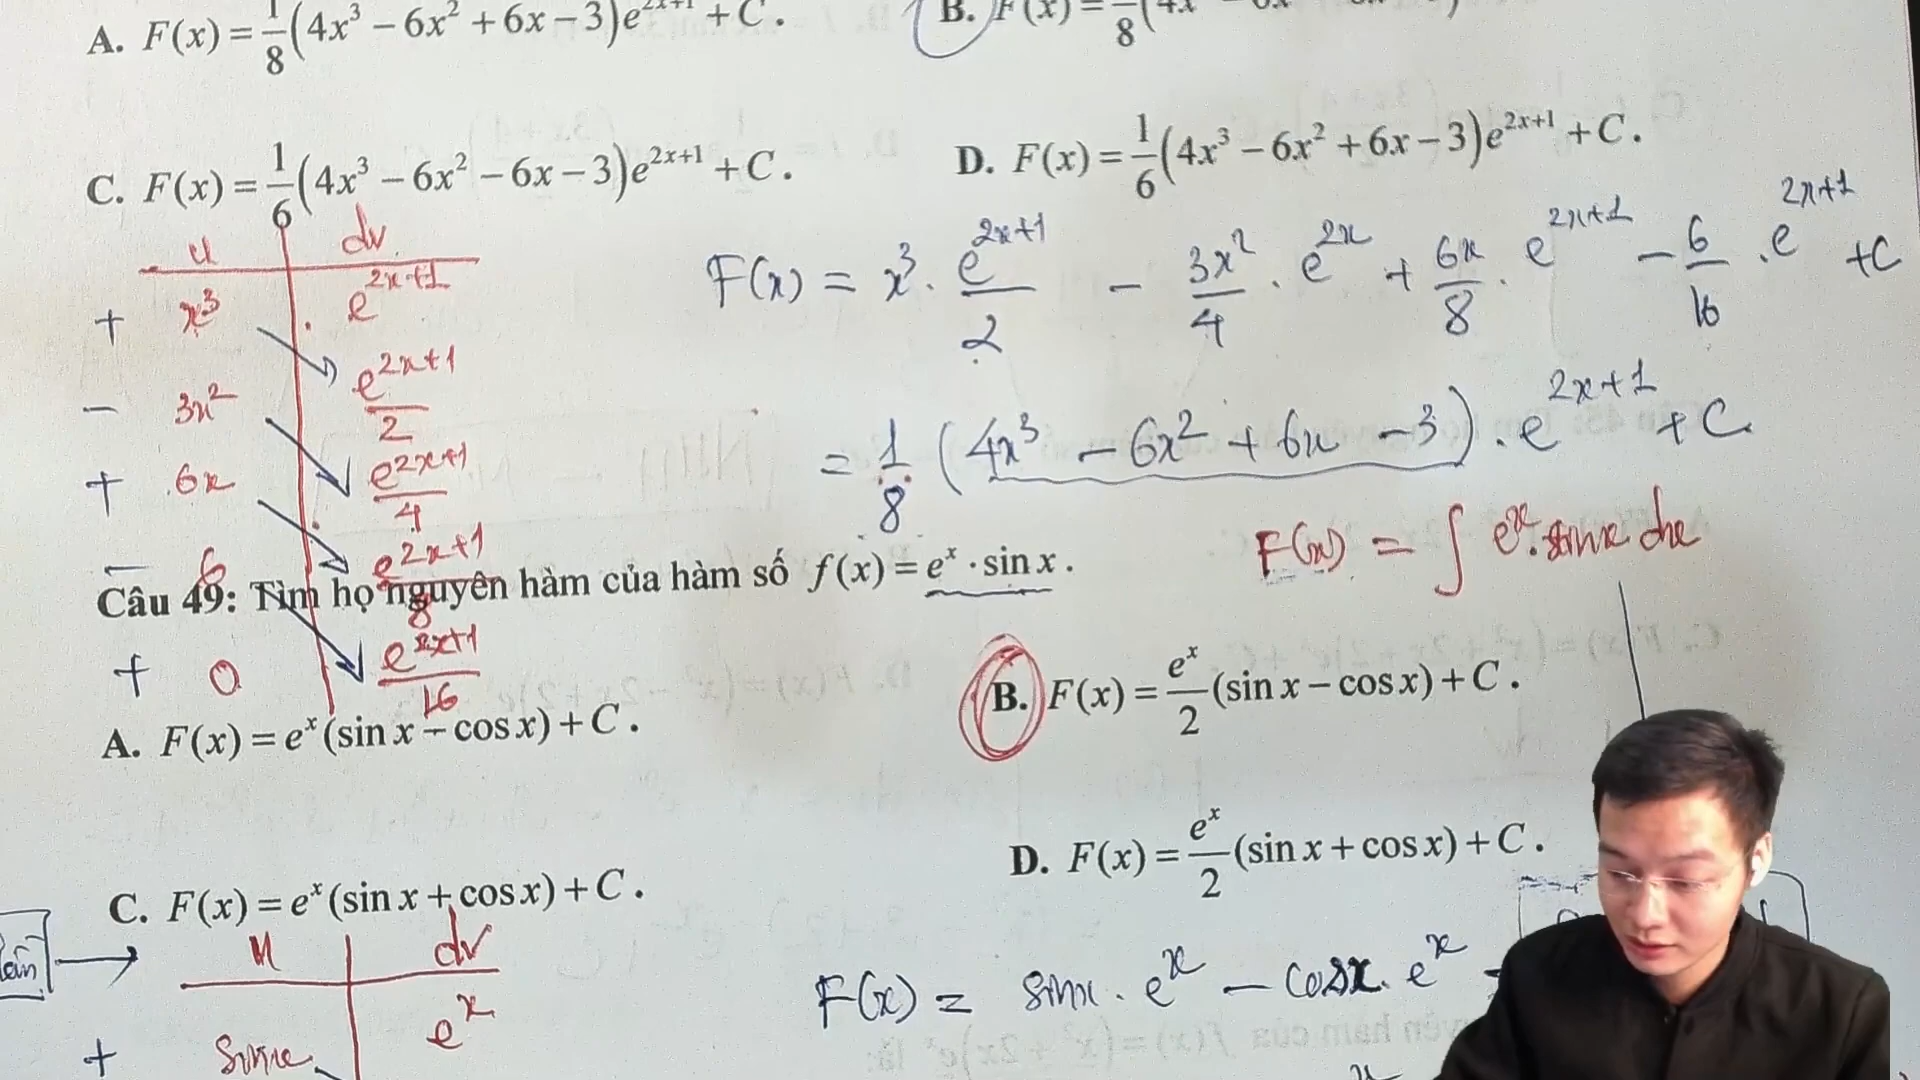 A. F(x) = 1/8 (4x³ − 6x² + 6x − 3)e^{2x+1} + C.
B. F(x) = 1/8 (4x
C. F(x) = 1/6 (4x³ − 6x² − 6x − 3)e^{2x+1} + C.
D. F(x) = 1/6 (4x³ − 6x² + 6x − 3)e^{2x+1} + C.
u dv
+ x³ e^{2x+1}
− 3x² e^{2x+1}/2
+ 6x e^{2x+1}/4
− 6 e^{2x+1}/8
+ 0 e^{2x+1}/16
F(x) = x³ · e^{2x+1}/2 − 3x²/4 · e^{2x} + 6x/8 · e^{2x+1} − 6/16 · e^{2x+1} + C
= 1/8 (4x³ − 6x² + 6x − 3) · e^{2x+1} + C
Câu 49: Tìm họ nguyên hàm của hàm số f(x) = e^x · sin x.
F(x) = ∫ e^x · sinx dx
A. F(x) = e^x (sin x − cos x) + C.
B. F(x) = e^x/2 (sin x − cos x) + C.
C. F(x) = e^x (sin x + cos x) + C.
D. F(x) = e^x/2 (sin x + cos x) + C.
u dv
+ sinx e^x
F(x) = sinx · e^x − cosx · e^x